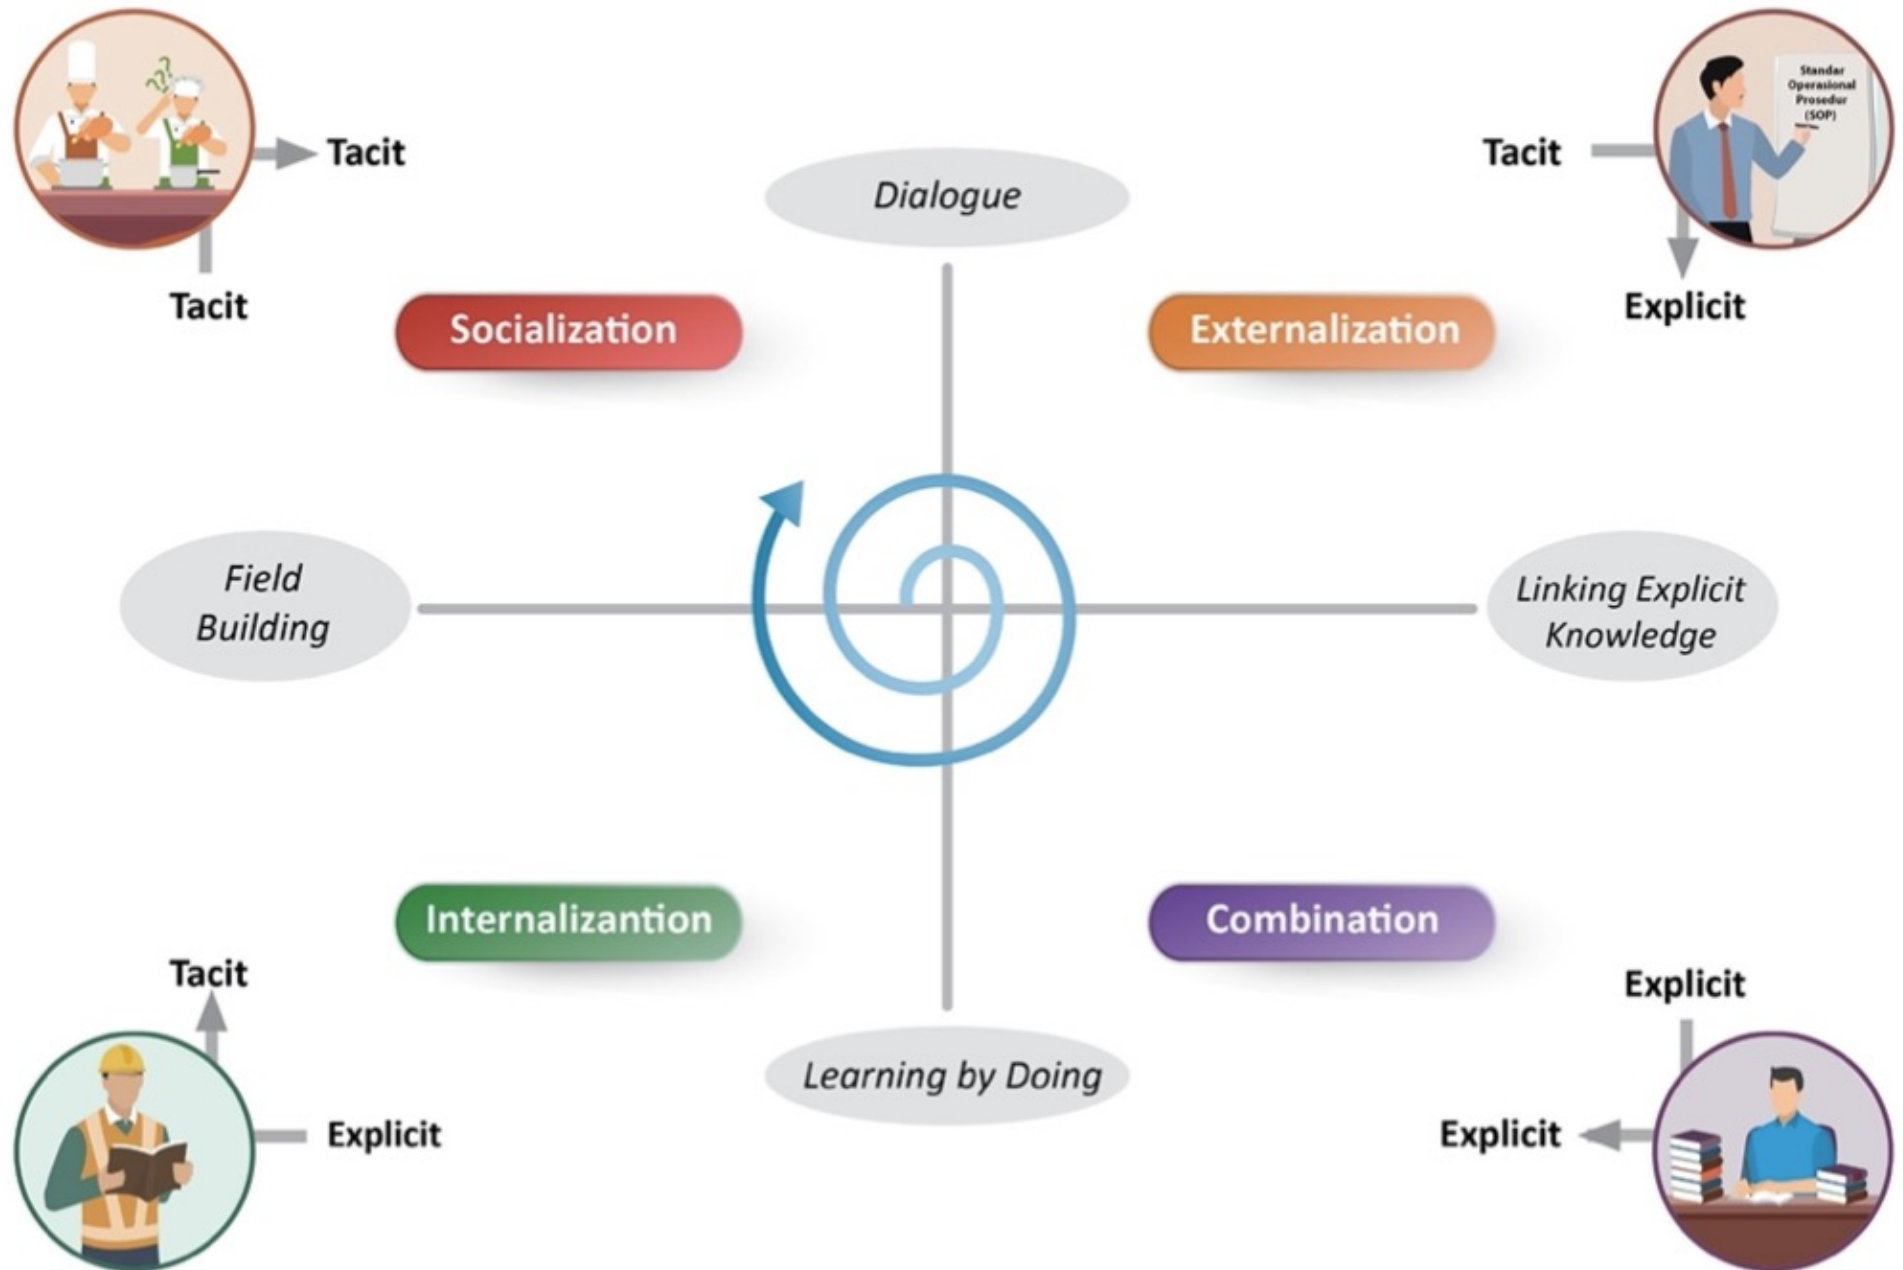 Standar
Operasional
Prosedur
(SOP)
Tacit
Tacit
Dialogue
Tacit
Explicit
Socialization
Externalization
Field
Building
Linking Explicit
Knowledge
Internalizantion
Combination
Tacit
Explicit
Explicit
Explicit
Learning by Doing